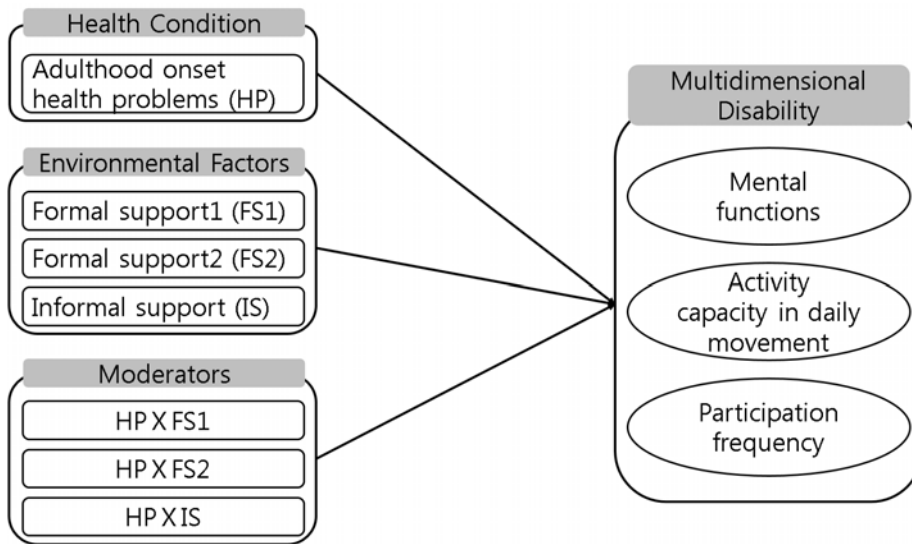 Health Condition
Adulthood onset
health problems (HP)
Environmental Factors
Formal support1 (FS1)
Formal support2 (FS2)
Informal support (IS)
Moderators
HP X FS1
HP X FS2
HP X IS
Multidimensional
Disability
Mental
functions
Activity
capacity in daily
movement
Participation
frequency